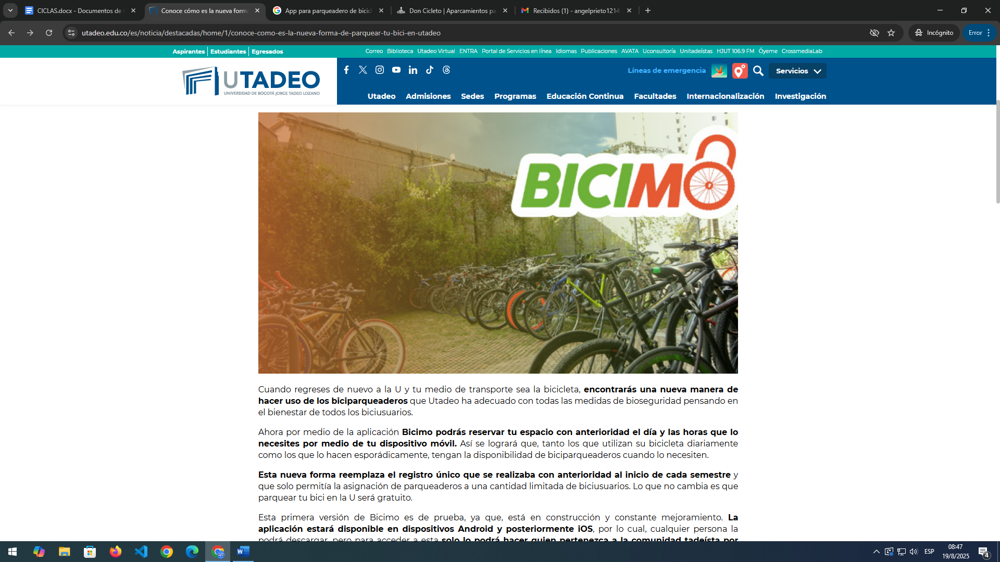 CICLAS.docx - Documentos de
Conoce cómo es la nueva forma
App para parqueadero de bicicl
Don Cicleto | Aparcamientos pa
Recibidos (1) - angelprieto1214
utadeo.edu.co/es/noticia/destacadas/home/1/conoce-como-es-la-nueva-forma-de-parquear-tu-bici-en-utadeo
Incógnito
Error
Aspirantes Estudiantes Egresados
Correo Biblioteca Utadeo Virtual ENTRA Portal de Servicios en línea Idiomas Publicaciones AVATA Uconsultoría Unitadeístas HJUT 106.9 FM Óyeme CrossmediaLab
UTADEO
UNIVERSIDAD DE BOGOTÁ JORGE TADEO LOZANO
Líneas de emergencia
Servicios
Utadeo Admisiones Sedes Programas Educación Continua Facultades Internacionalización Investigación
BICIMO
Cuando regreses de nuevo a la U y tu medio de transporte sea la bicicleta, encontrarás una nueva manera de
hacer uso de los biciparqueaderos que Utadeo ha adecuado con todas las medidas de bioseguridad pensando en
el bienestar de todos los biciusuarios.
Ahora por medio de la aplicación Bicimo podrás reservar tu espacio con anterioridad el día y las horas que lo
necesites por medio de tu dispositivo móvil. Así se logrará que, tanto los que utilizan su bicicleta diariamente
como los que lo hacen esporádicamente, tengan la disponibilidad de biciparqueaderos cuando lo necesiten.
Esta nueva forma reemplaza el registro único que se realizaba con anterioridad al inicio de cada semestre y
que solo permitía la asignación de parqueaderos a una cantidad limitada de biciusuarios. Lo que no cambia es que
parquear tu bici en la U será gratuito.
Esta primera versión de Bicimo es de prueba, ya que, está en construcción y constante mejoramiento. La
aplicación estará disponible en dispositivos Android y posteriormente iOS, por lo cual, cualquier persona la
podrá descargar, pero para acceder a esta solo lo podrá hacer quien pertenezca a la comunidad tadeísta por
ESP
08:47
19/8/2025
4